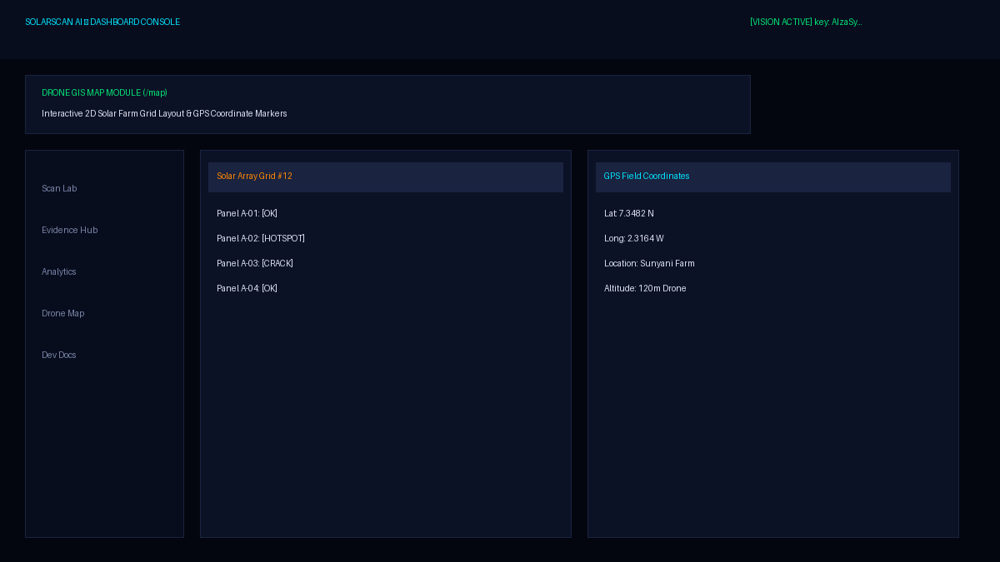 SOLARSCAN AI ▯ DASHBOARD CONSOLE
[VISION ACTIVE] key: AIzaSy...
DRONE GIS MAP MODULE (/map)
Interactive 2D Solar Farm Grid Layout & GPS Coordinate Markers
Scan Lab
Evidence Hub
Analytics
Drone Map
Dev Docs
Solar Array Grid #12
Panel A-01: [OK]
Panel A-02: [HOTSPOT]
Panel A-03: [CRACK]
Panel A-04: [OK]
GPS Field Coordinates
Lat: 7.3482 N
Long: 2.3164 W
Location: Sunyani Farm
Altitude: 120m Drone